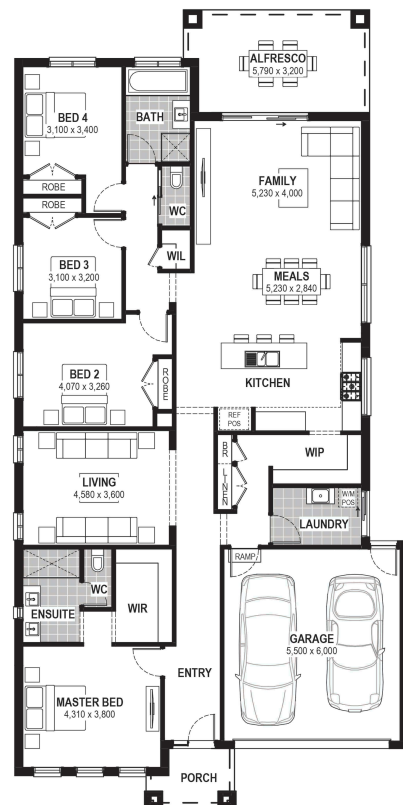 ALFRESCO
5,790 x 3,200
BED 4
3,100 x 3,400
BATH
FAMILY
5,230 x 4,000
ROBE
ROBE
WC
WIL
BED 3
3,100 x 3,200
MEALS
5,230 x 2,840
BED 2
4,070 x 3,260
ROBE
KITCHEN
REF
POS
LIVING
4,580 x 3,600
BR
LINEN
WIP
W/M
POS
LAUNDRY
RAMP
WC
ENSUITE
WIR
GARAGE
5,500 x 6,000
ENTRY
MASTER BED
4,310 x 3,800
PORCH